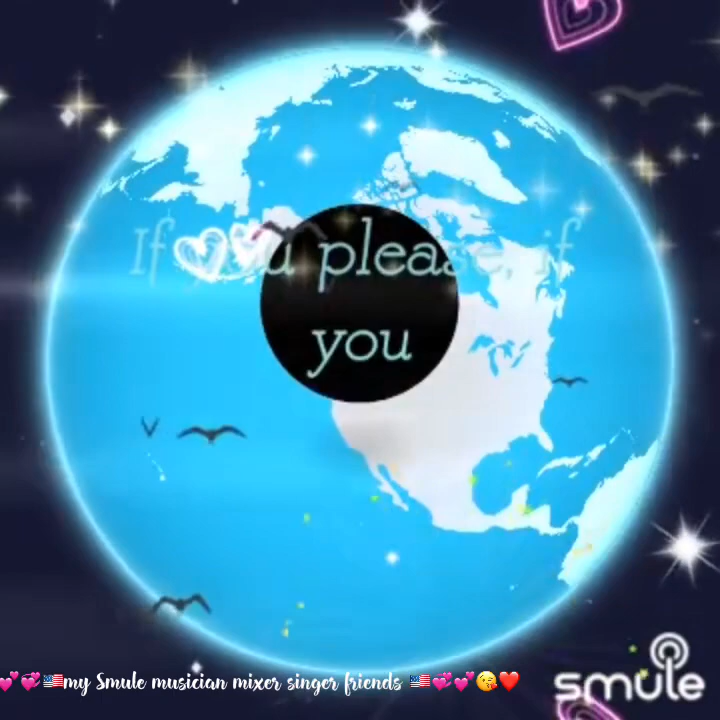 If you please, if
you
💕💞🇺🇸my Smule musician mixer singer friends 🇺🇸💞💕😘❤️
smule